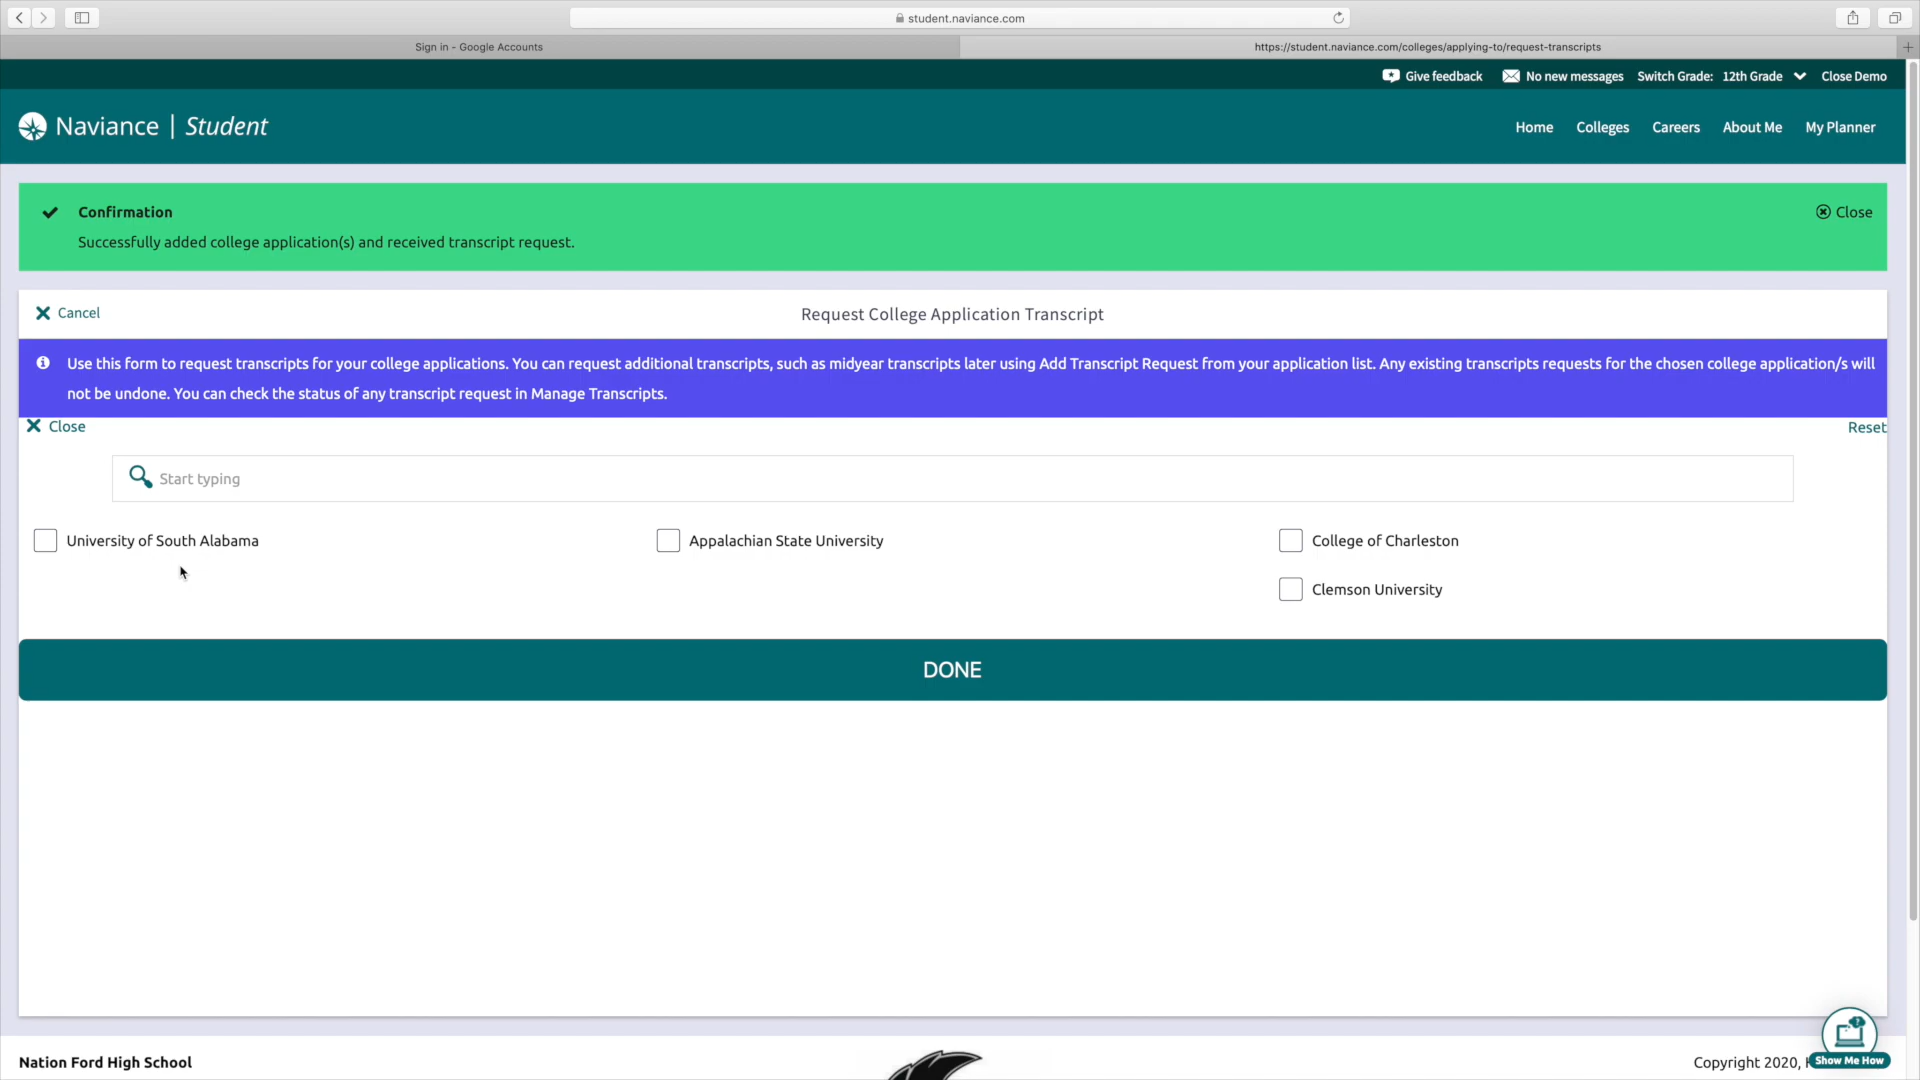 student.naviance.com
Sign in - Google Accounts
https://student.naviance.com/colleges/applying-to/request-transcripts
Give feedback
No new messages
Switch Grade: 12th Grade
Close Demo
Naviance | Student
Home
Colleges
Careers
About Me
My Planner
Confirmation
Close
Successfully added college application(s) and received transcript request.
Cancel
Request College Application Transcript
Use this form to request transcripts for your college applications. You can request additional transcripts, such as midyear transcripts later using Add Transcript Request from your application list. Any existing transcripts requests for the chosen college application/s will
not be undone. You can check the status of any transcript request in Manage Transcripts.
Close
Reset
Start typing
University of South Alabama
Appalachian State University
College of Charleston
Clemson University
DONE
Nation Ford High School
Copyright 2020,
Show Me How